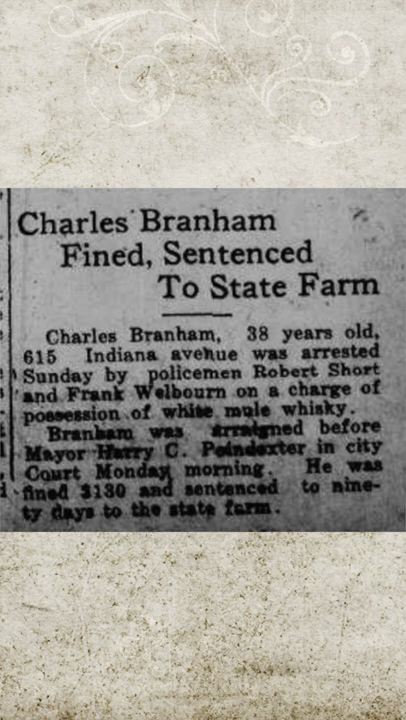 Charles Branham
Fined, Sentenced
To State Farm
Charles Branham, 38 years old,
615 Indiana avenue was arrested
Sunday by policemen Robert Short
and Frank Welbourn on a charge of
possession of white mule whisky.
Branham was arraigned before
Mayor Harry C. Poindexter in city
Court Monday morning. He was
fined $130 and sentenced to nine-
ty days to the state farm.